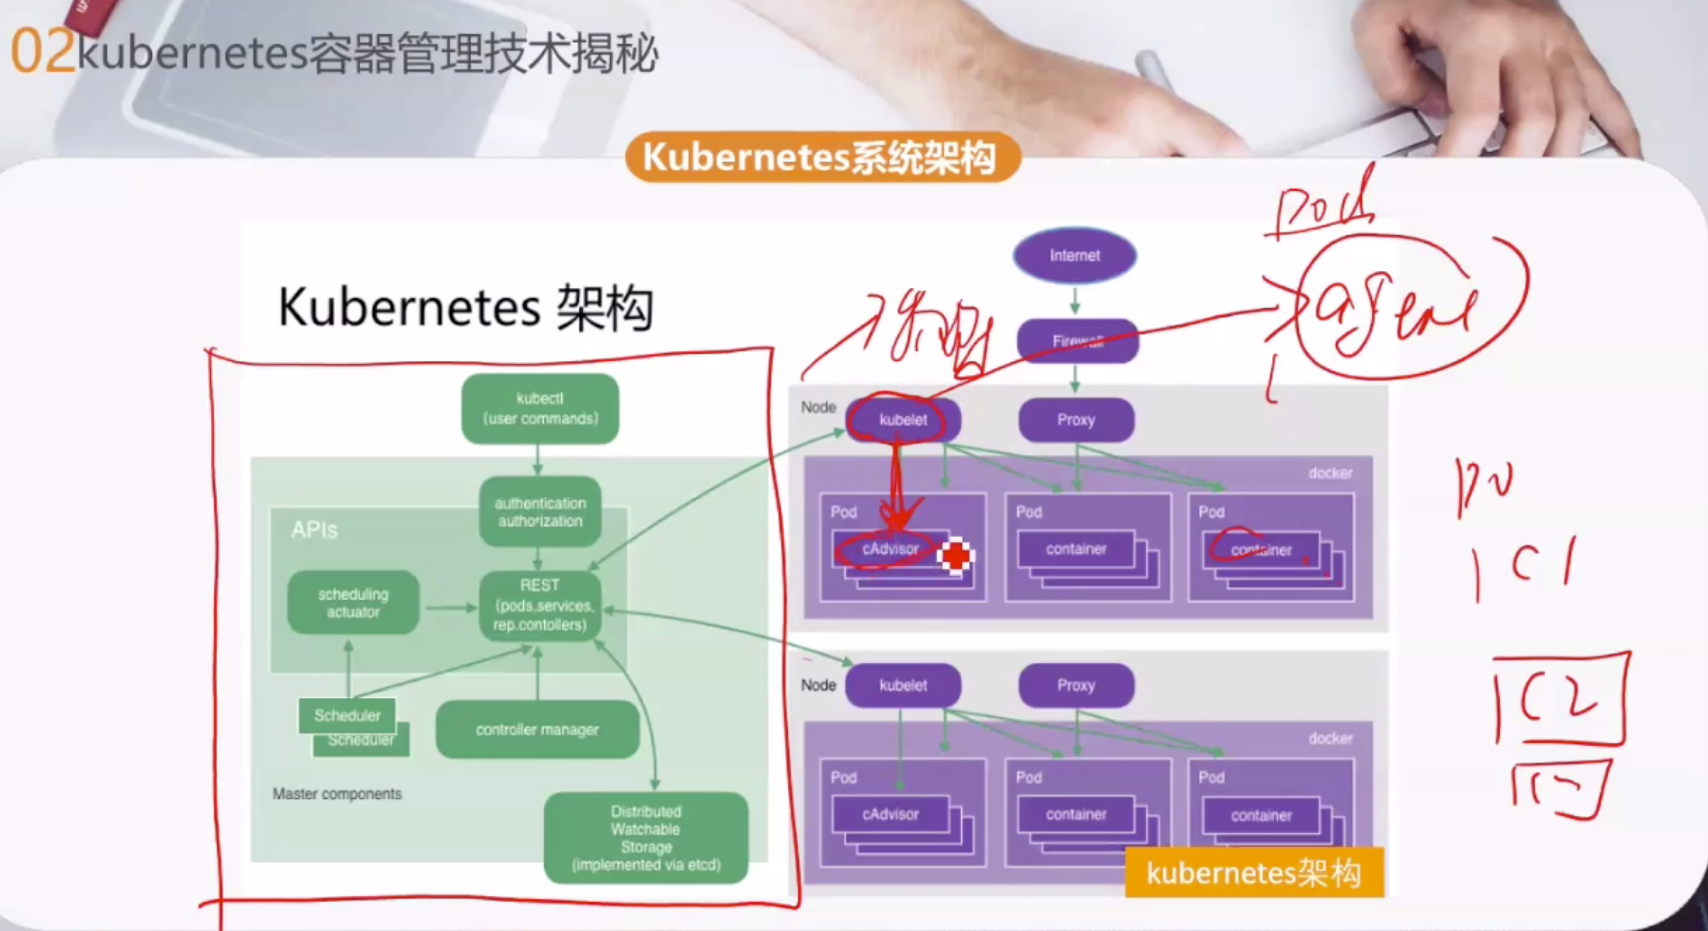 02kubernetes容器管理技术揭秘
Kubernetes系统架构
Kubernetes 架构
kubectl
(user commands)
authentication
authorization
APIs
scheduling
actuator
REST
(pods,services,
rep.contollers)
Scheduler
Scheduler
controller manager
Master components
Distributed
Watchable
Storage
(implemented via etcd)
Internet
Firewall
Node
kubelet
Proxy
docker
Pod
cAdvisor
Pod
container
Pod
container
Node
kubelet
Proxy
docker
Pod
cAdvisor
Pod
container
Pod
container
kubernetes架构
pod
agent
C1
C2